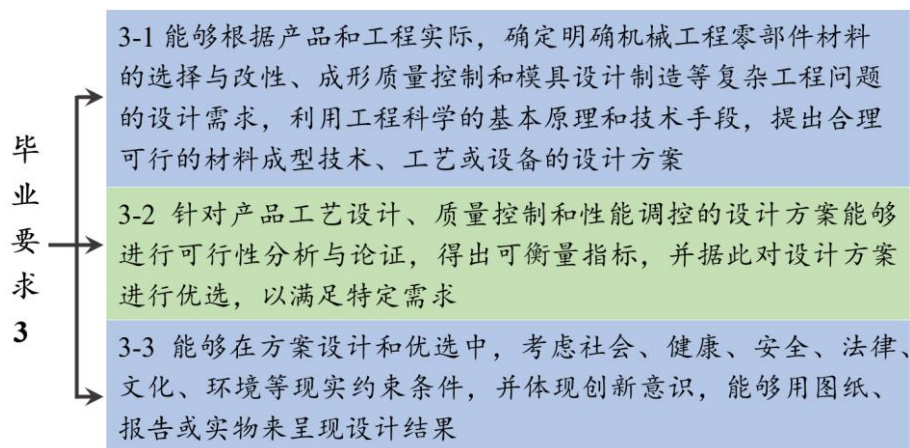 毕业要求3
3-1 能够根据产品和工程实际，确定明确机械工程零部件材料
的选择与改性、成形质量控制和模具设计制造等复杂工程问题
的设计需求，利用工程科学的基本原理和技术手段，提出合理
可行的材料成型技术、工艺或设备的设计方案
3-2 针对产品工艺设计、质量控制和性能调控的设计方案能够
进行可行性分析与论证，得出可衡量指标，并据此对设计方案
进行优选，以满足特定需求
3-3 能够在方案设计和优选中，考虑社会、健康、安全、法律、
文化、环境等现实约束条件，并体现创新意识，能够用图纸、
报告或实物来呈现设计结果